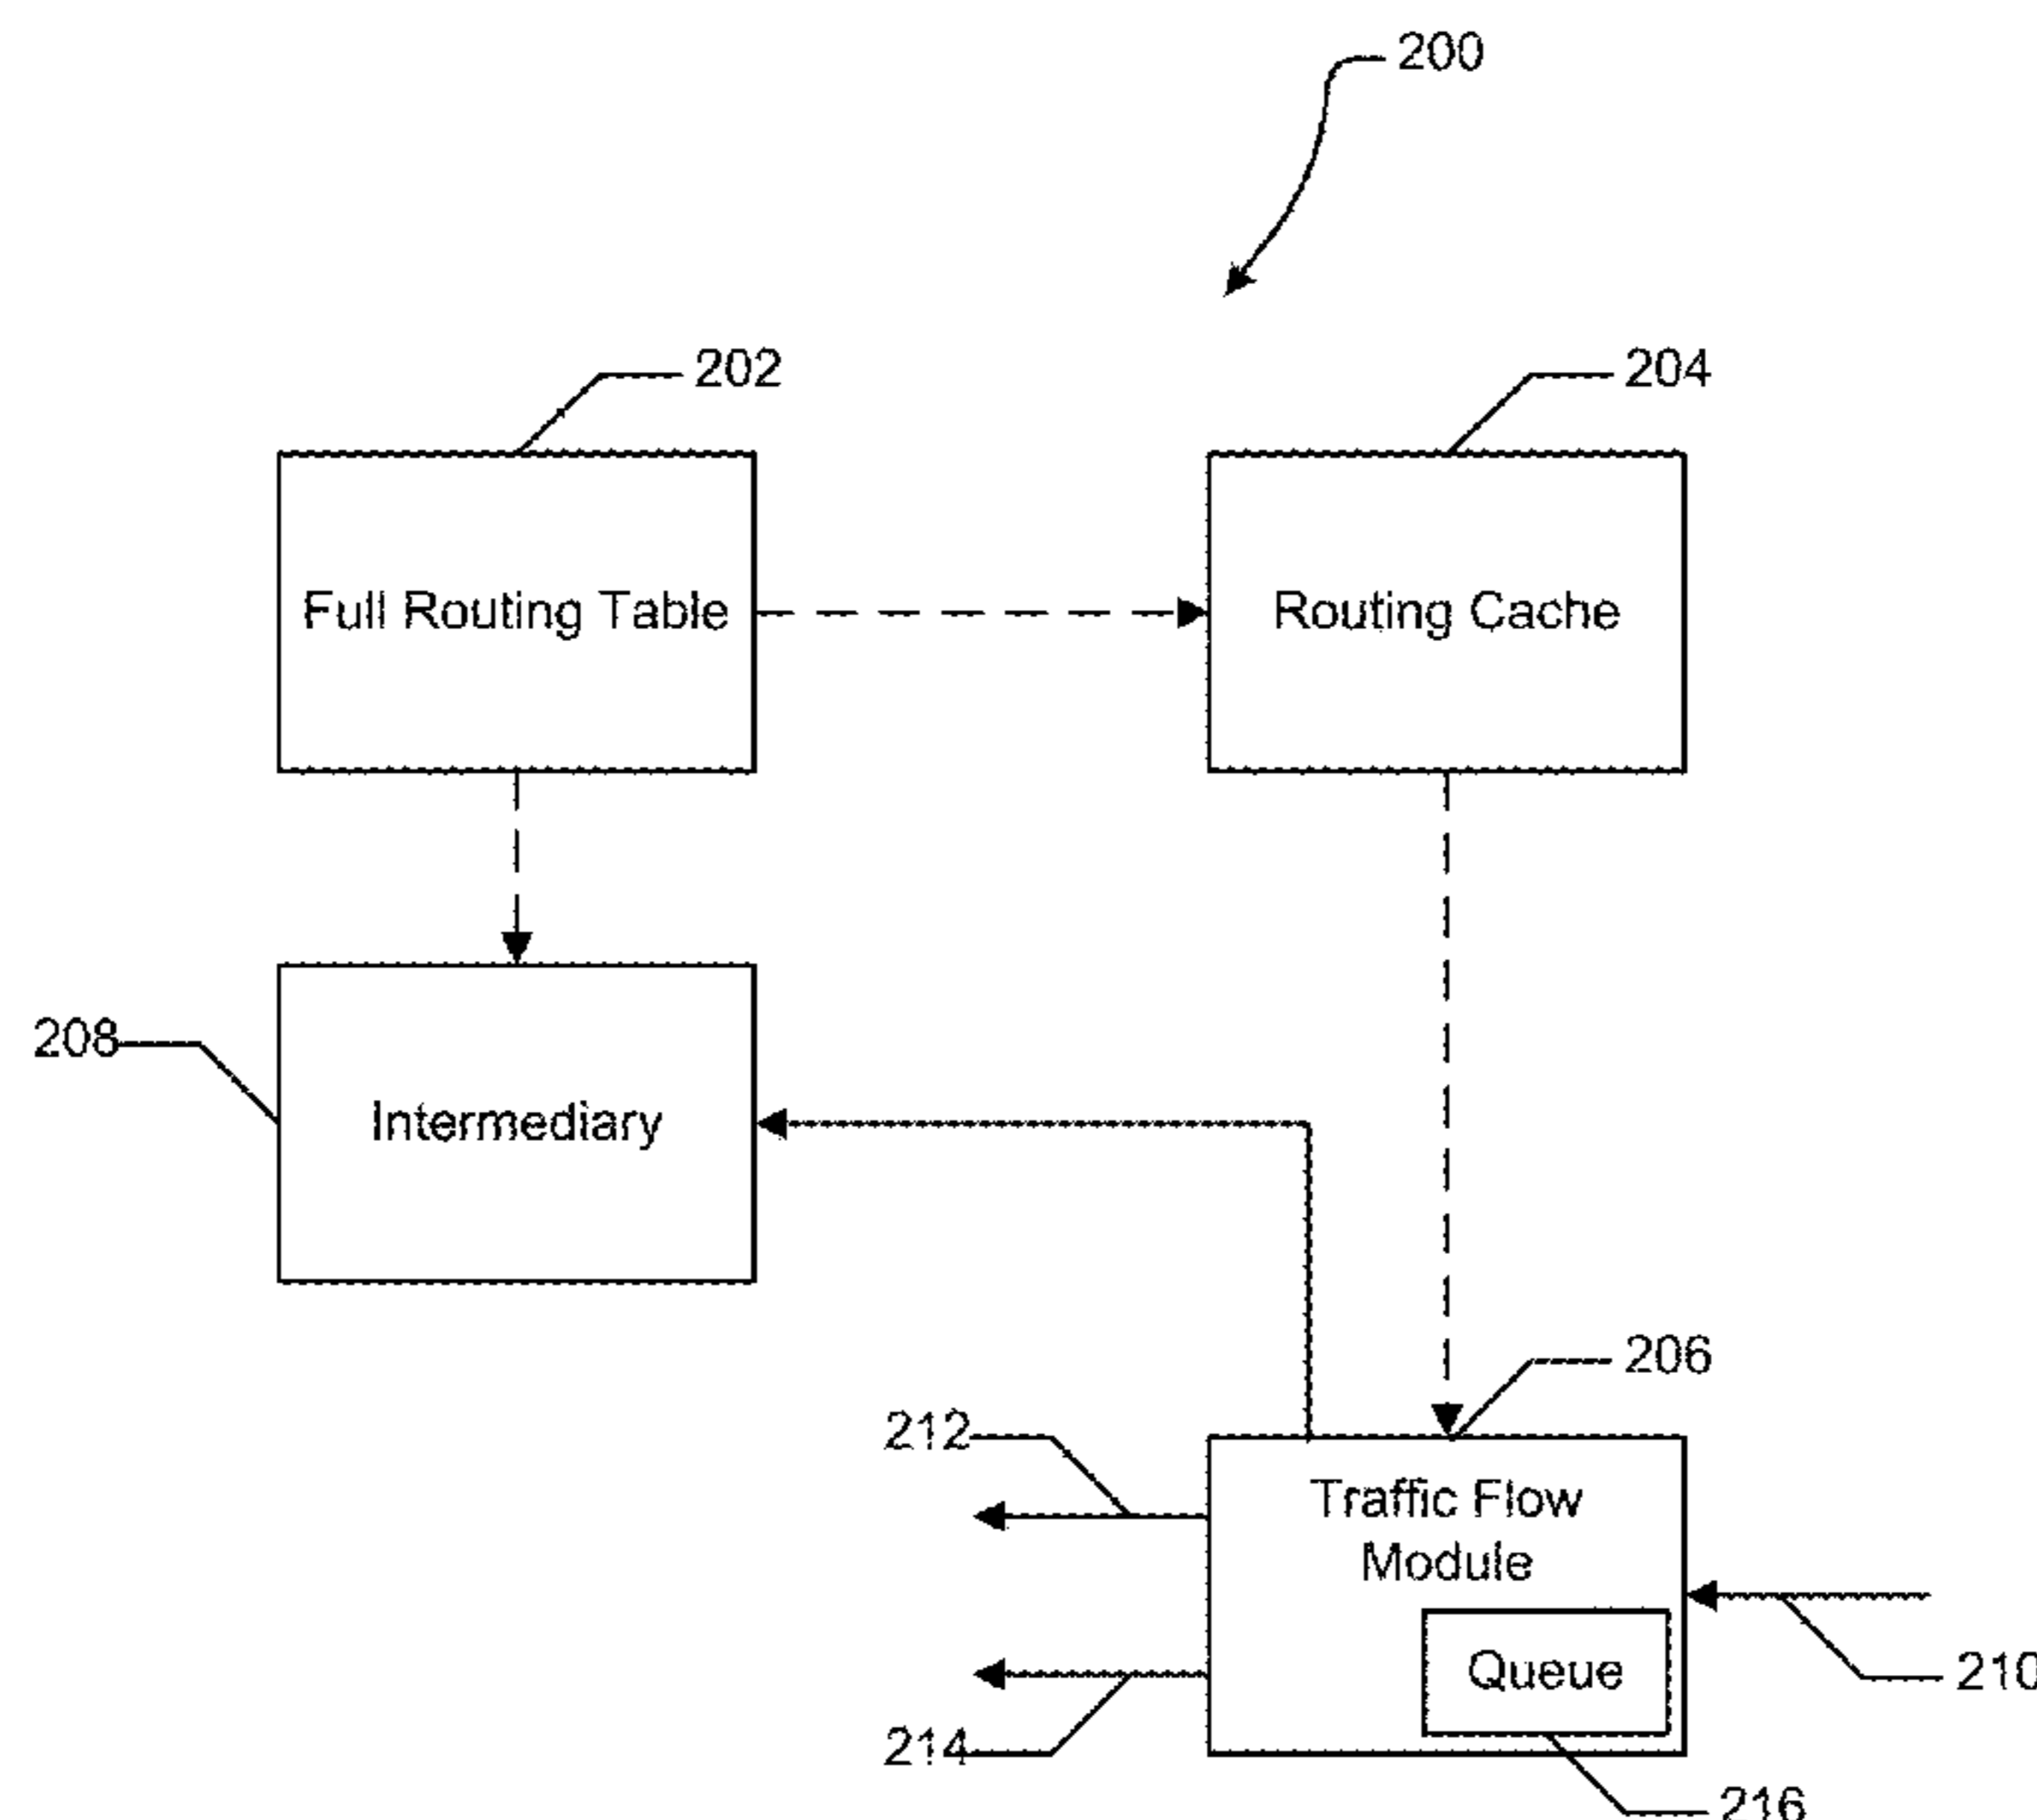 200
202
204
Full Routing Table
Routing Cache
208
Intermediary
206
212
Traffic Flow
Module
Queue
210
214
216